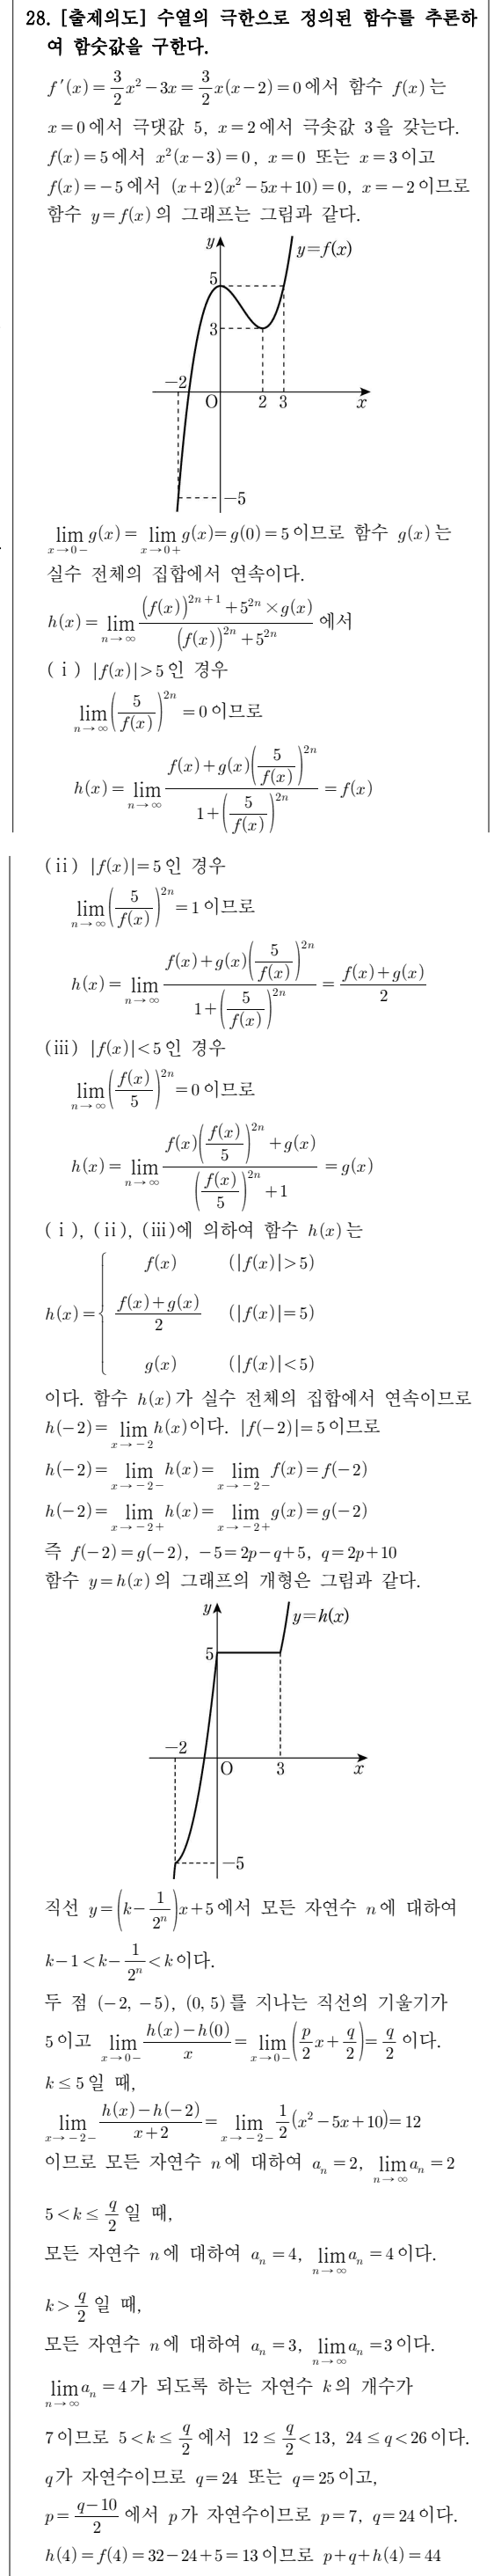 28. [출제의도] 수열의 극한으로 정의된 함수를 추론하
여 함숫값을 구한다.
f′(x) = 3/2 x² − 3x = 3/2 x(x−2) = 0 에서 함수 f(x) 는
x = 0 에서 극댓값 5, x = 2 에서 극솟값 3 을 갖는다.
f(x) = 5 에서 x²(x−3) = 0, x = 0 또는 x = 3 이고
f(x) = −5 에서 (x+2)(x²−5x+10) = 0, x = −2 이므로
함수 y = f(x) 의 그래프는 그림과 같다.
y
y=f(x)
5
3
−2
O
2
3
x
−5
lim_{x→0−} g(x) = lim_{x→0+} g(x) = g(0) = 5 이므로 함수 g(x) 는
실수 전체의 집합에서 연속이다.
h(x) = lim_{n→∞} ((f(x))^{2n+1} + 5^{2n} × g(x)) / ((f(x))^{2n} + 5^{2n}) 에서
(ⅰ) |f(x)| > 5 인 경우
lim_{n→∞} (5/f(x))^{2n} = 0 이므로
h(x) = lim_{n→∞} (f(x) + g(x)(5/f(x))^{2n}) / (1 + (5/f(x))^{2n}) = f(x)
(ⅱ) |f(x)| = 5 인 경우
lim_{n→∞} (5/f(x))^{2n} = 1 이므로
h(x) = lim_{n→∞} (f(x) + g(x)(5/f(x))^{2n}) / (1 + (5/f(x))^{2n}) = (f(x) + g(x))/2
(ⅲ) |f(x)| < 5 인 경우
lim_{n→∞} (f(x)/5)^{2n} = 0 이므로
h(x) = lim_{n→∞} (f(x)(f(x)/5)^{2n} + g(x)) / ((f(x)/5)^{2n} + 1) = g(x)
(ⅰ), (ⅱ), (ⅲ)에 의하여 함수 h(x) 는
f(x) (|f(x)| > 5)
h(x) = { (f(x) + g(x))/2 (|f(x)| = 5)
g(x) (|f(x)| < 5)
이다. 함수 h(x) 가 실수 전체의 집합에서 연속이므로
h(−2) = lim_{x→−2} h(x) 이다. |f(−2)| = 5 이므로
h(−2) = lim_{x→−2−} h(x) = lim_{x→−2−} f(x) = f(−2)
h(−2) = lim_{x→−2+} h(x) = lim_{x→−2+} g(x) = g(−2)
즉 f(−2) = g(−2), −5 = 2p − q + 5, q = 2p + 10
함수 y = h(x) 의 그래프의 개형은 그림과 같다.
y
y=h(x)
5
−2
O
3
x
−5
직선 y = (k − 1/2ⁿ)x + 5 에서 모든 자연수 n 에 대하여
k − 1 < k − 1/2ⁿ < k 이다.
두 점 (−2, −5), (0, 5) 를 지나는 직선의 기울기가
5 이고 lim_{x→0−} (h(x) − h(0))/x = lim_{x→0−} (p/2 x + q/2) = q/2 이다.
k ≤ 5 일 때,
lim_{x→−2−} (h(x) − h(−2))/(x+2) = lim_{x→−2−} 1/2 (x² − 5x + 10) = 12
이므로 모든 자연수 n 에 대하여 aₙ = 2, lim_{n→∞} aₙ = 2
5 < k ≤ q/2 일 때,
모든 자연수 n 에 대하여 aₙ = 4, lim_{n→∞} aₙ = 4 이다.
k > q/2 일 때,
모든 자연수 n 에 대하여 aₙ = 3, lim_{n→∞} aₙ = 3 이다.
lim_{n→∞} aₙ = 4 가 되도록 하는 자연수 k 의 개수가
7 이므로 5 < k ≤ q/2 에서 12 ≤ q/2 < 13, 24 ≤ q < 26 이다.
q 가 자연수이므로 q = 24 또는 q = 25 이고,
p = (q−10)/2 에서 p 가 자연수이므로 p = 7, q = 24 이다.
h(4) = f(4) = 32 − 24 + 5 = 13 이므로 p + q + h(4) = 44